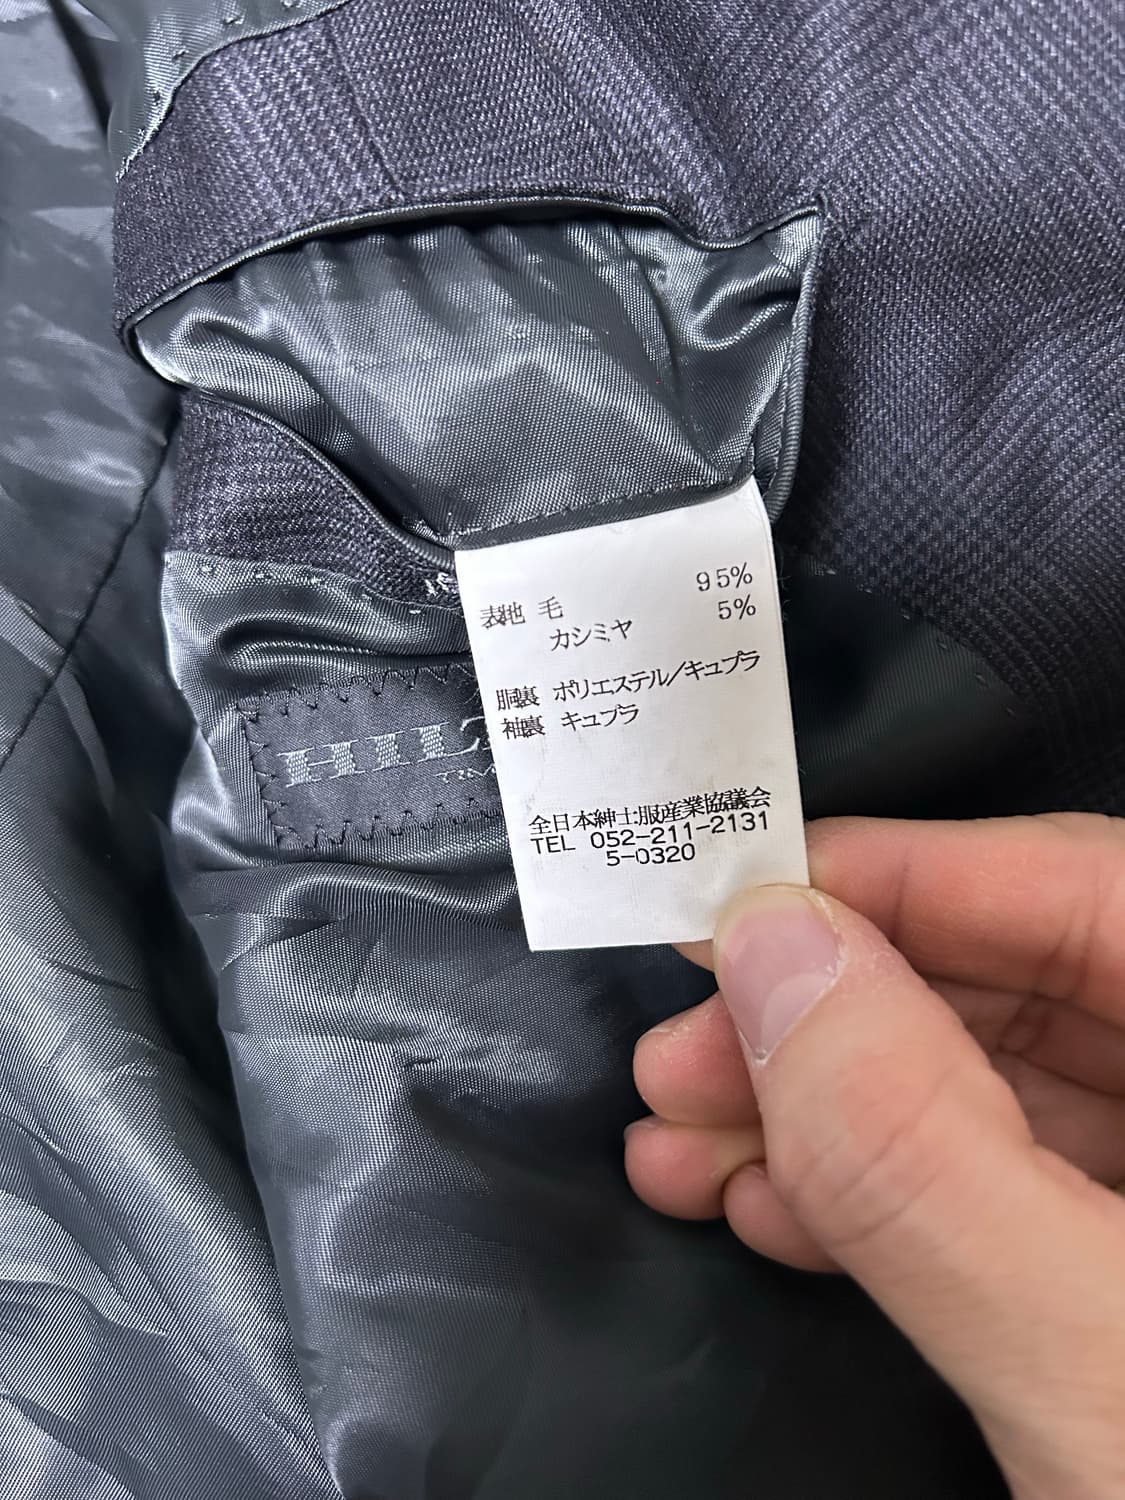 表地 毛 95%
カシミヤ 5%
胴裏 ポリエステル/キュプラ
袖裏 キュプラ
HIL
全日本紳士服産業協議会
TEL 052-211-2131
5-0320